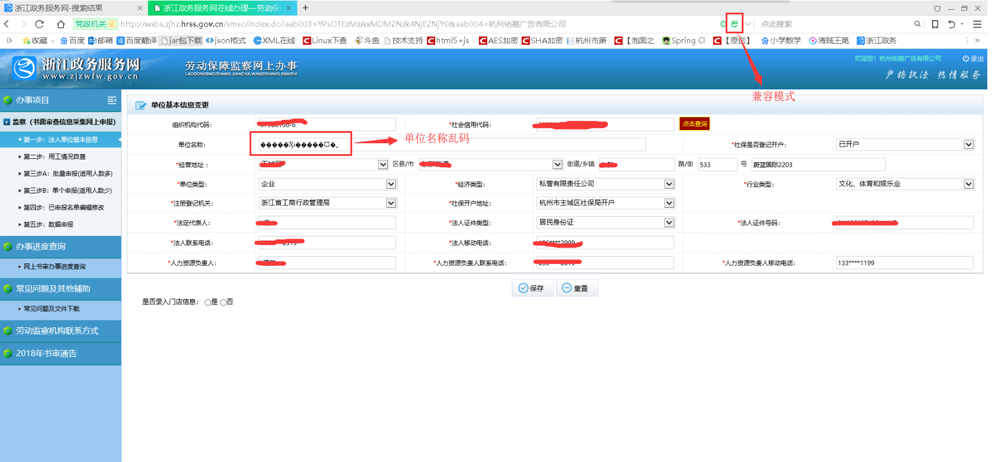 浙江政务服务网-搜索结果
浙江政务服务网在线办理—劳动保
党政机关 证 http://wsbs.zjhz.hrss.gov.cn/smsc/index.do?aab003=YPsOTEzMzAxMDM2Nzk4NjE2NjY0&aab004=杭州佑嘉广告有限公司
点此搜索
收藏 百度 邮箱 译 百度翻译 jar包下载 json格式 XML在线 Linux下查 斗鱼 技术支持 html5+js AES加密 SHA加密 杭州市萧 【泡面之 Spring Cl 【原创】 小学数学 海贼王第 浙江政务
浙江政务服务网
www.zjzwfw.gov.cn
劳动保障监察网上办事
LAODONGBAOZHANG JIANCHA WANGSHANG BANSHI
欢迎您! 杭州佑嘉广告有限公司 退出
严格执法 热情服务
兼容模式
办事项目
监察（书面审查信息采集网上申报）
第一步: 法人单位基本信息
第二步: 用工情况自查
第三步A: 批量申报(适用人数多)
第三步B: 单个申报(适用人数少)
第四步: 已申报名单编辑修改
第五步: 数据申报
办事进度查询
网上书审办事进度查询
常见问题及其他辅助
常见问题及文件下载
劳动监察机构联系方式
2018年书审通告
单位基本信息变更
组织机构代码: *社会信用代码: 点击查询
单位名称: 单位名称乱码 *社保是否登记开户: 已开户
*经营地址: 区县/市 街道/乡镇 路/街 533 号 蔚蓝国际2203
*单位类型: 企业 *经济类型: 私营有限责任公司 *行业类型: 文化、体育和娱乐业
*注册登记机关: 浙江省工商行政管理局 *社保开户地址: 杭州市主城区社保局开户
*法定代表人: *法人证件类型: 居民身份证 *法人证件号码:
*法人联系电话: *法人移动电话:
*人力资源负责人: *人力资源负责人联系电话: *人力资源负责人移动电话: 133****1199
保存 重置
是否录入门店信息: 是 否